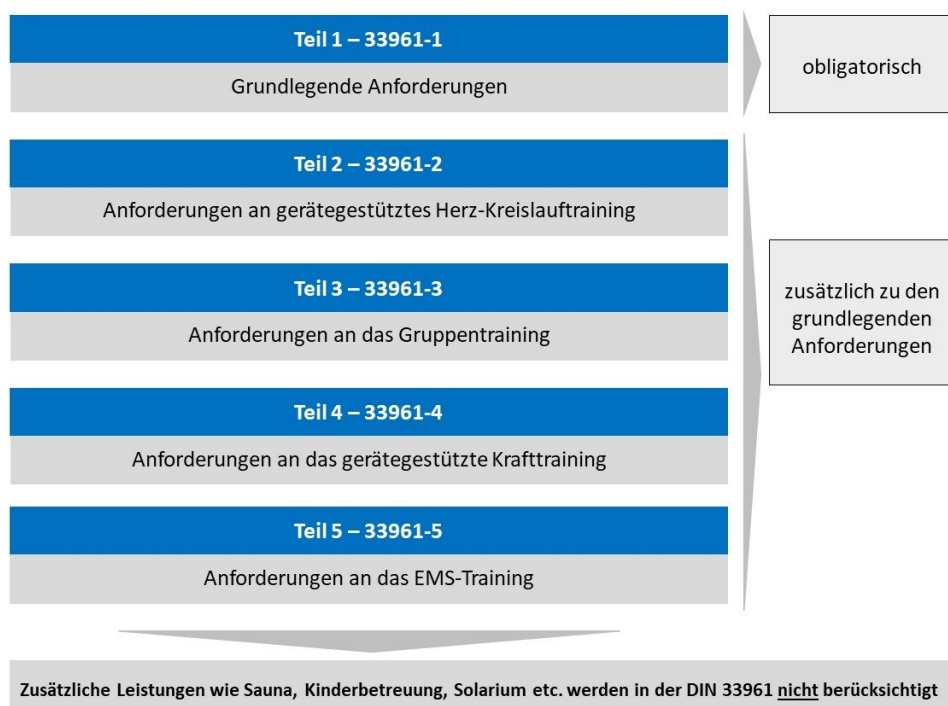 Teil 1 – 33961-1
Grundlegende Anforderungen
obligatorisch
Teil 2 – 33961-2
Anforderungen an gerätegestütztes Herz-Kreislauftraining
Teil 3 – 33961-3
Anforderungen an das Gruppentraining
Teil 4 – 33961-4
Anforderungen an das gerätegestützte Krafttraining
Teil 5 – 33961-5
Anforderungen an das EMS-Training
zusätzlich zu den
grundlegenden
Anforderungen
Zusätzliche Leistungen wie Sauna, Kinderbetreuung, Solarium etc. werden in der DIN 33961 nicht berücksichtigt